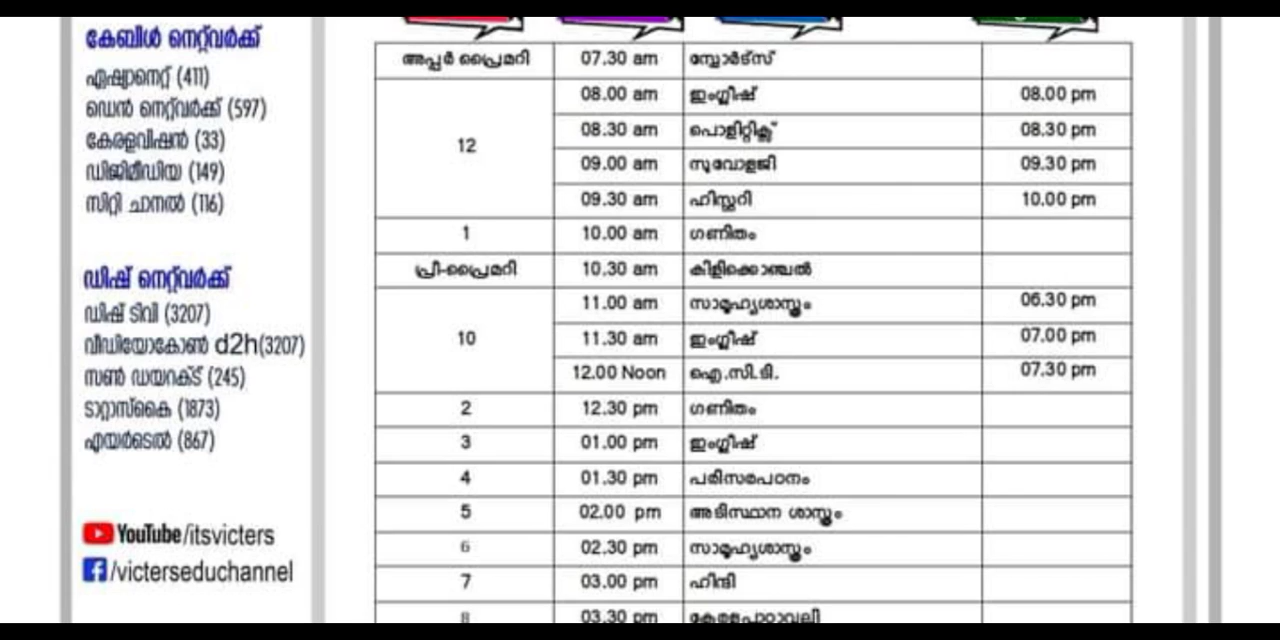 കേബിൾ നെറ്റ്‌വർക്ക്
ഏഷ്യാനെറ്റ് (411)
ഡെൻ നെറ്റ്‌വർക്ക് (597)
കേരളവിഷൻ (33)
ഡിജിമീഡിയ (149)
സിറ്റി ചാനൽ (116)
ഡിഷ് നെറ്റ്‌വർക്ക്
ഡിഷ് ടിവി (3207)
വീഡിയോകോൺ d2h(3207)
സൺ ഡയറക്ട് (245)
ടാറ്റാസ്കൈ (1873)
എയർടെൽ (867)
YouTube/itsvicters
/victerseduchannel
അപ്പർ പ്രൈമറി 07.30 am സ്പോർട്സ്
12 08.00 am ഇംഗ്ലീഷ് 08.00 pm
08.30 am പൊളിറ്റിക്സ് 08.30 pm
09.00 am സുവോളജി 09.30 pm
09.30 am ഹിസ്റ്ററി 10.00 pm
1 10.00 am ഗണിതം
പ്രീ-പ്രൈമറി 10.30 am കിളിക്കൊഞ്ചൽ
10 11.00 am സാമൂഹ്യശാസ്ത്രം 06.30 pm
11.30 am ഇംഗ്ലീഷ് 07.00 pm
12.00 Noon ഐ.സി.ടി. 07.30 pm
2 12.30 pm ഗണിതം
3 01.00 pm ഇംഗ്ലീഷ്
4 01.30 pm പരിസരപഠനം
5 02.00 pm അടിസ്ഥാന ശാസ്ത്രം
6 02.30 pm സാമൂഹ്യശാസ്ത്രം
7 03.00 pm ഹിന്ദി
8 03.30 pm കേരളപാഠാവലി